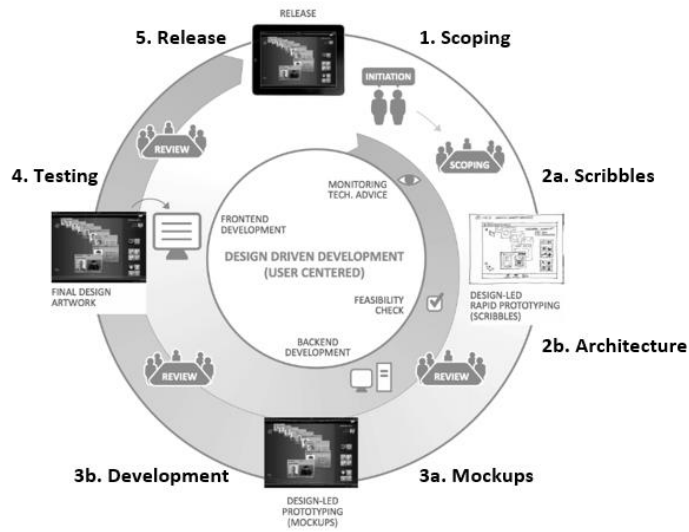 RELEASE
5. Release
1. Scoping
INITIATION
REVIEW
SCOPING
4. Testing
2a. Scribbles
MONITORING
TECH. ADVICE
FRONTEND
DEVELOPMENT
DESIGN DRIVEN DEVELOPMENT
(USER CENTERED)
FINAL DESIGN
ARTWORK
DESIGN-LED
RAPID PROTOTYPING
(SCRIBBLES)
FEASIBILITY
CHECK
BACKEND
DEVELOPMENT
2b. Architecture
REVIEW
REVIEW
3b. Development
3a. Mockups
DESIGN-LED
PROTOTYPING
(MOCKUPS)